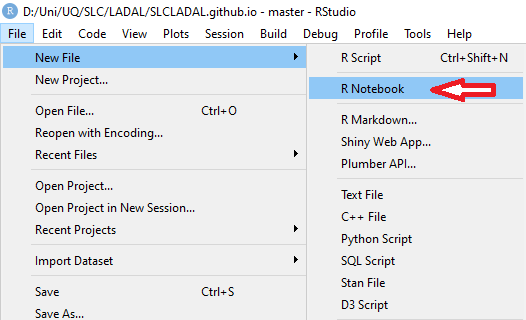 R D:/Uni/UQ/SLC/LADAL/SLCLADAL.github.io - master - RStudio
File Edit Code View Plots Session Build Debug Profile Tools Help
New File
New Project...
Open File... Ctrl+O
Reopen with Encoding...
Recent Files
Open Project...
Open Project in New Session...
Recent Projects
Import Dataset
Save Ctrl+S
Save As...
R Script Ctrl+Shift+N
R Notebook
R Markdown...
Shiny Web App...
Plumber API...
Text File
C++ File
Python Script
SQL Script
Stan File
D3 Script